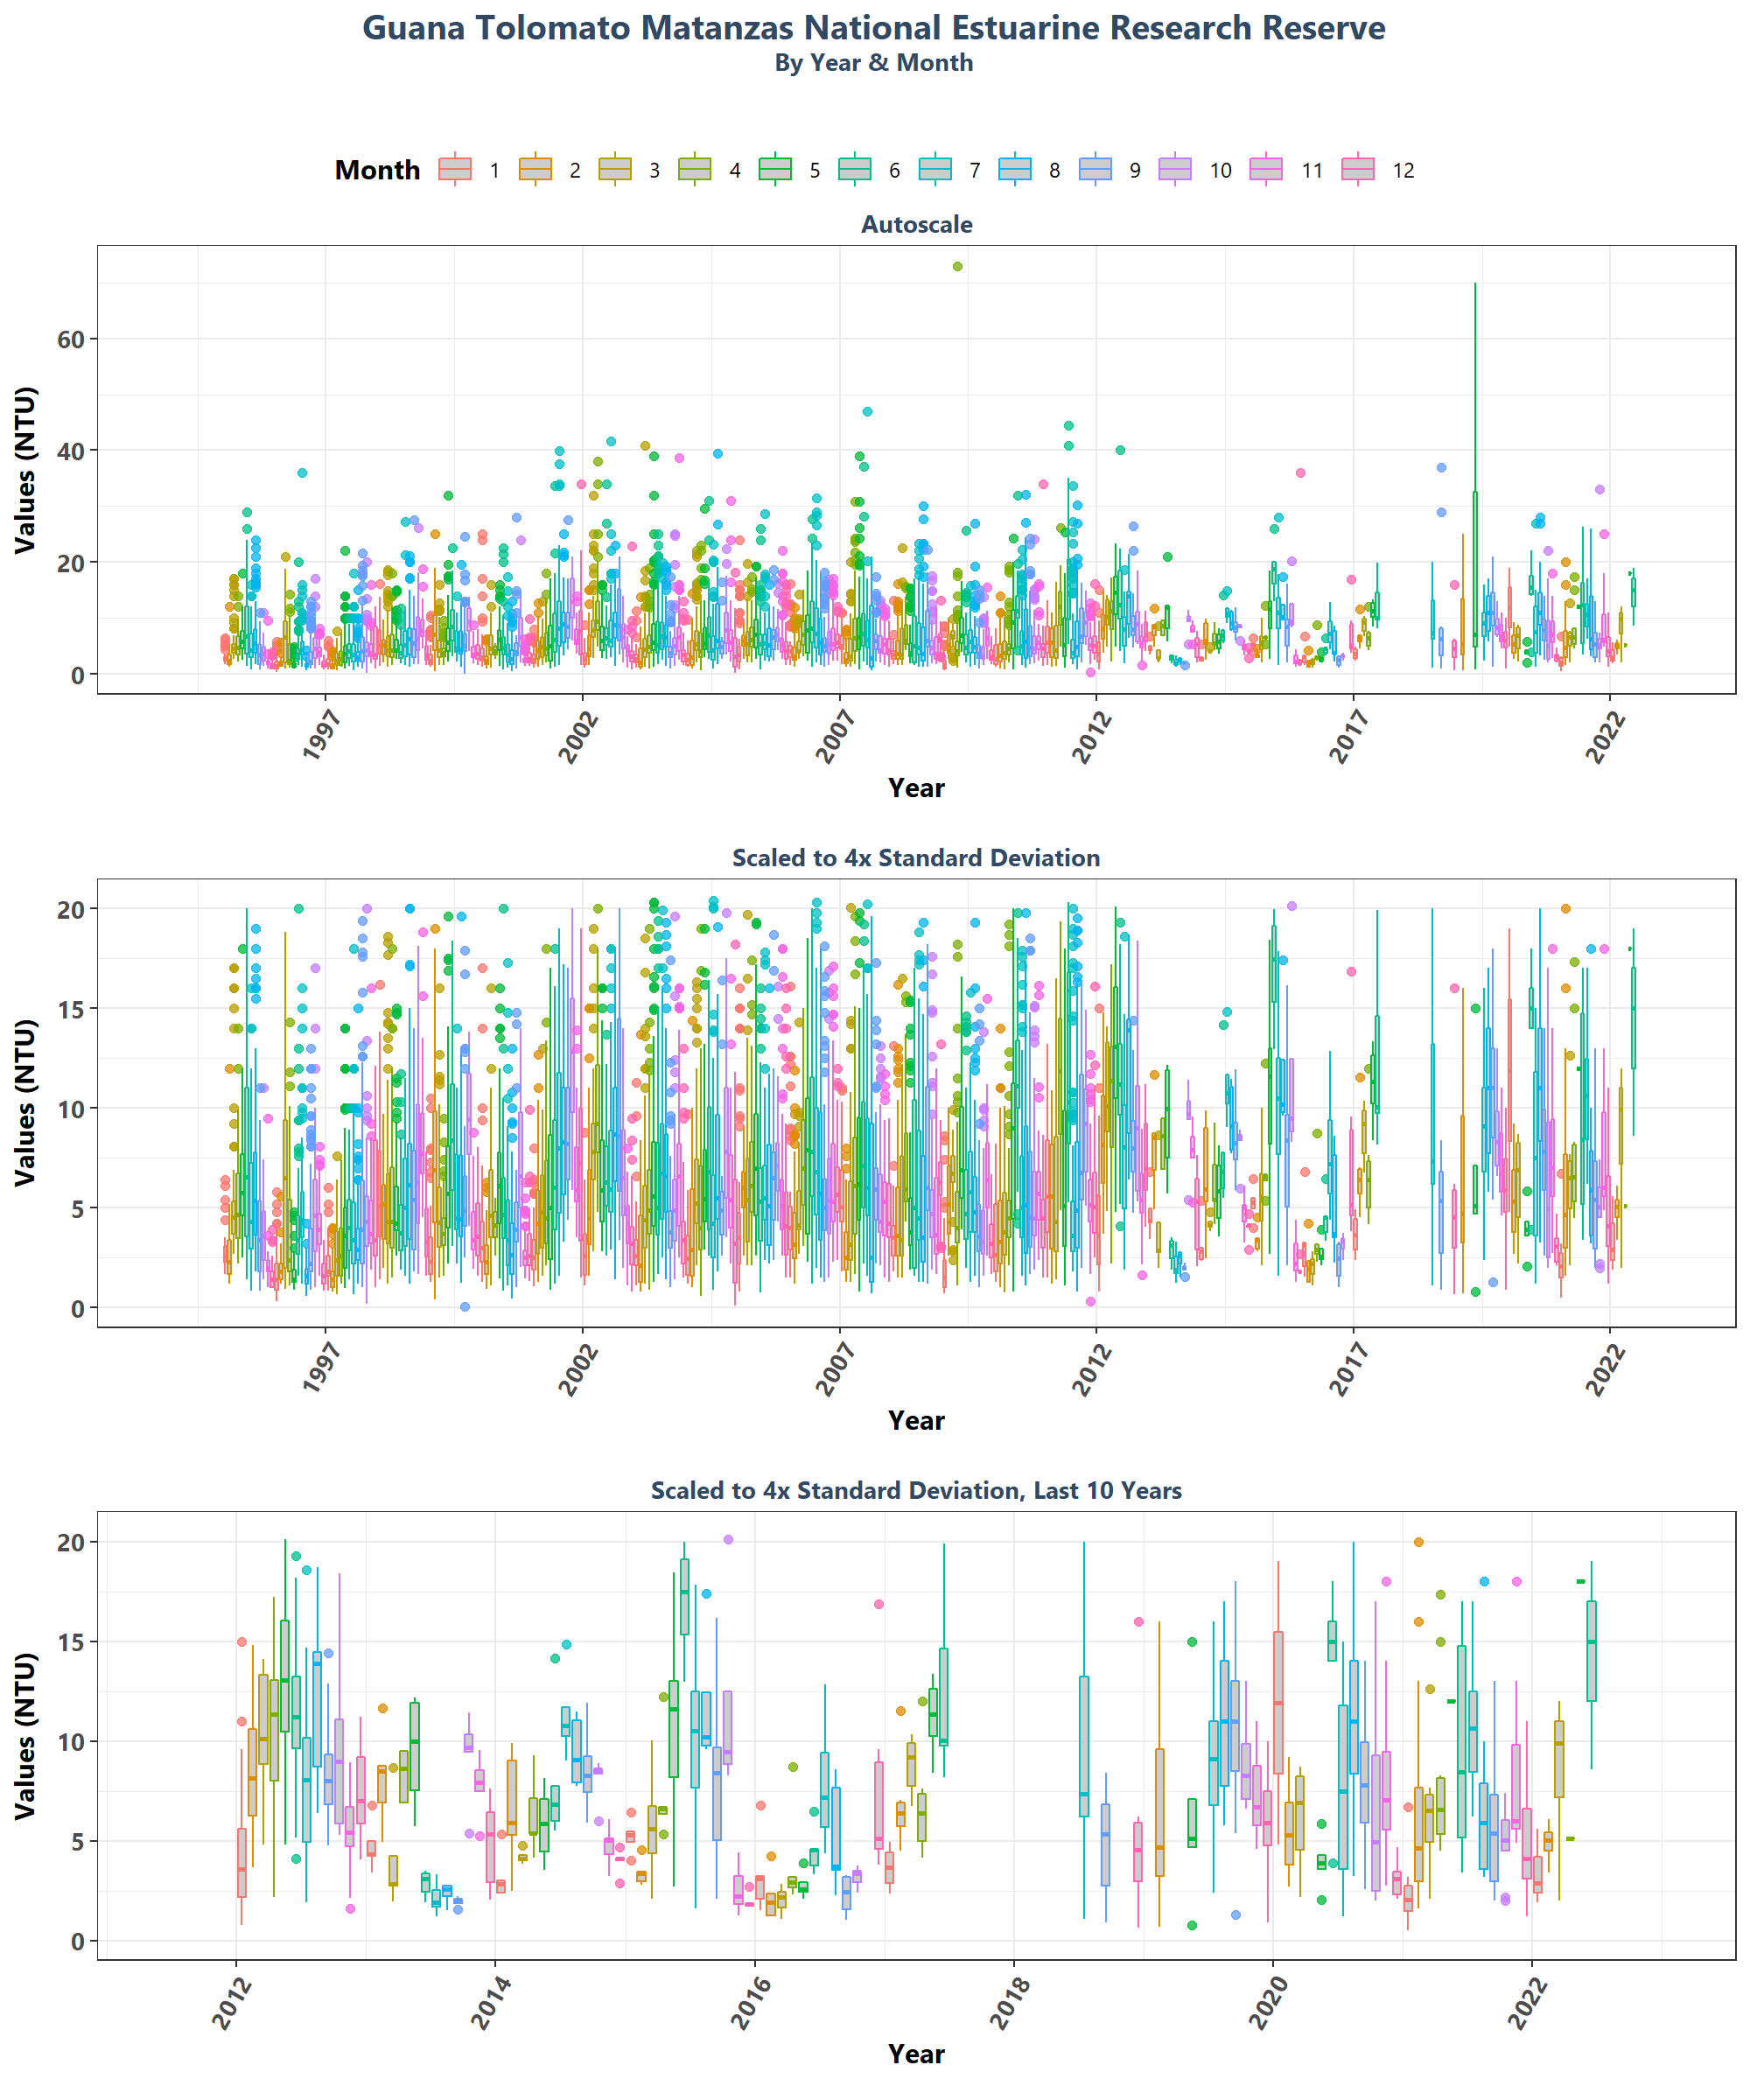 Guana Tolomato Matanzas National Estuarine Research Reserve
By Year & Month
Month 1 2 3 4 5 6 7 8 9 10 11 12
Autoscale
Values (NTU)
60
40
20
0
1997 2002 2007 2012 2017 2022
Year
Scaled to 4x Standard Deviation
Values (NTU)
20
15
10
5
0
1997 2002 2007 2012 2017 2022
Year
Scaled to 4x Standard Deviation, Last 10 Years
Values (NTU)
20
15
10
5
0
2012 2014 2016 2018 2020 2022
Year